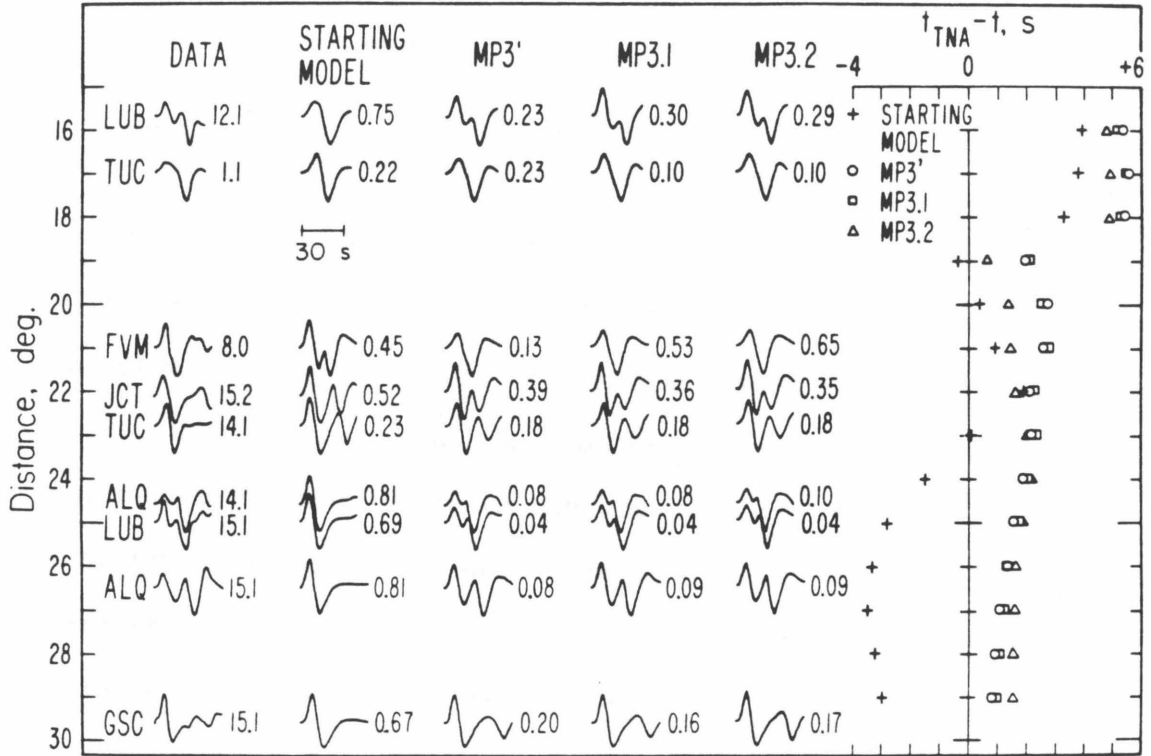 t_TNA-t, s
DATA STARTING MODEL MP3' MP3.1 MP3.2 -4 0 +6
LUB 12.1 0.75 0.23 0.30 0.29
+ STARTING MODEL
16
TUC 1.1 0.22 0.23 0.10 0.10
○ MP3'
□ MP3.1
18
△ MP3.2
30 s
20
FVM 8.0 0.45 0.13 0.53 0.65
22
JCT 15.2 0.52 0.39 0.36 0.35
TUC 14.1 0.23 0.18 0.18 0.18
24
ALQ 14.1 0.81 0.08 0.08 0.10
LUB 15.1 0.69 0.04 0.04 0.04
26
ALQ 15.1 0.81 0.08 0.09 0.09
28
GSC 15.1 0.67 0.20 0.16 0.17
30
Distance, deg.